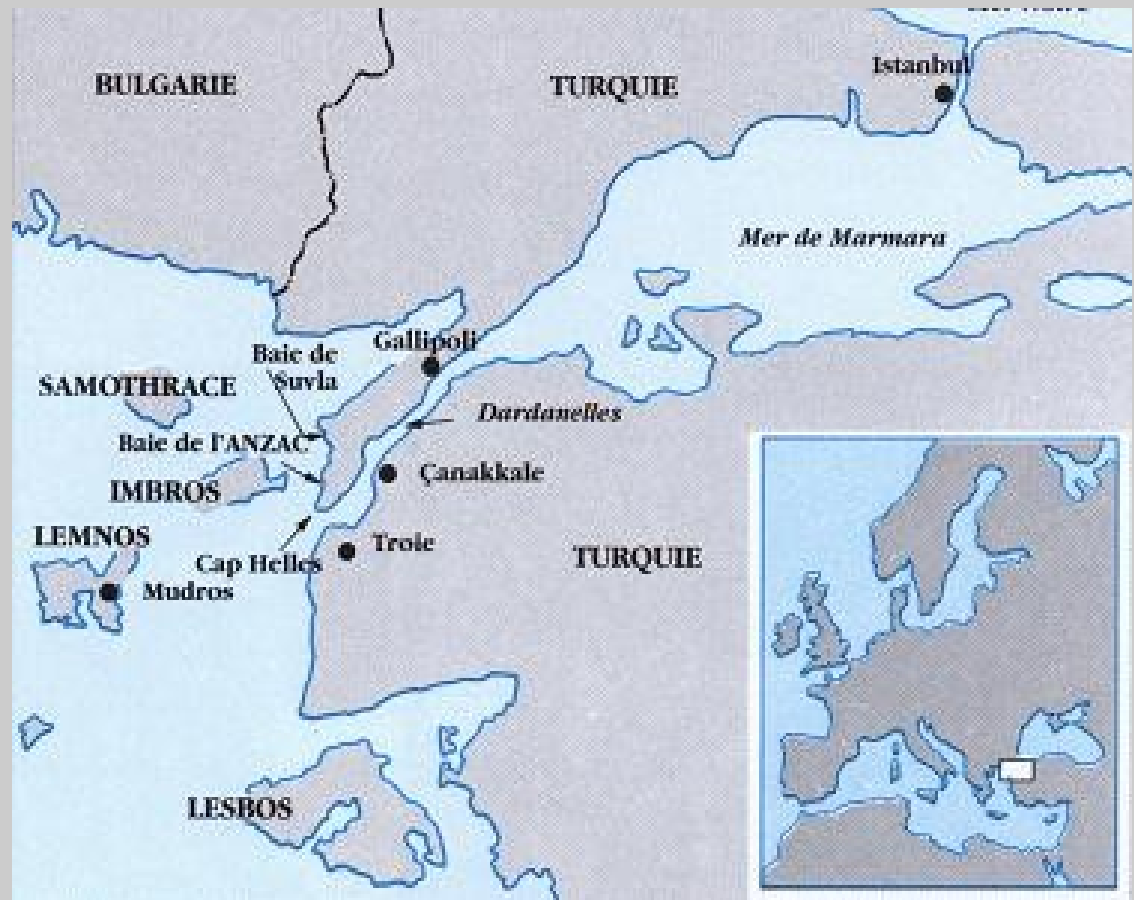 BULGARIE
TURQUIE
Istanbul
Mer de Marmara
Gallipoli
Baie de
Suvla
SAMOTHRACE
Dardanelles
Baie de l'ANZAC
Çanakkale
IMBROS
LEMNOS
Troie
Cap Helles
TURQUIE
Mudros
LESBOS